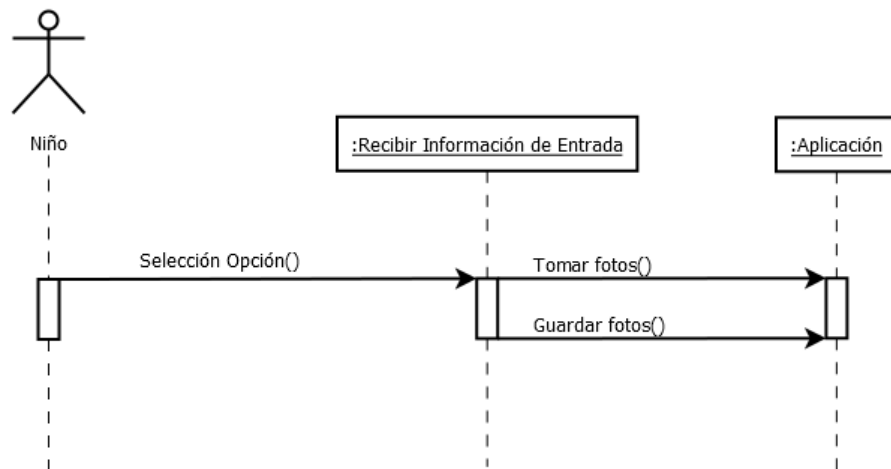 Niño
:Recibir Información de Entrada
:Aplicación
Selección Opción()
Tomar fotos()
Guardar fotos()